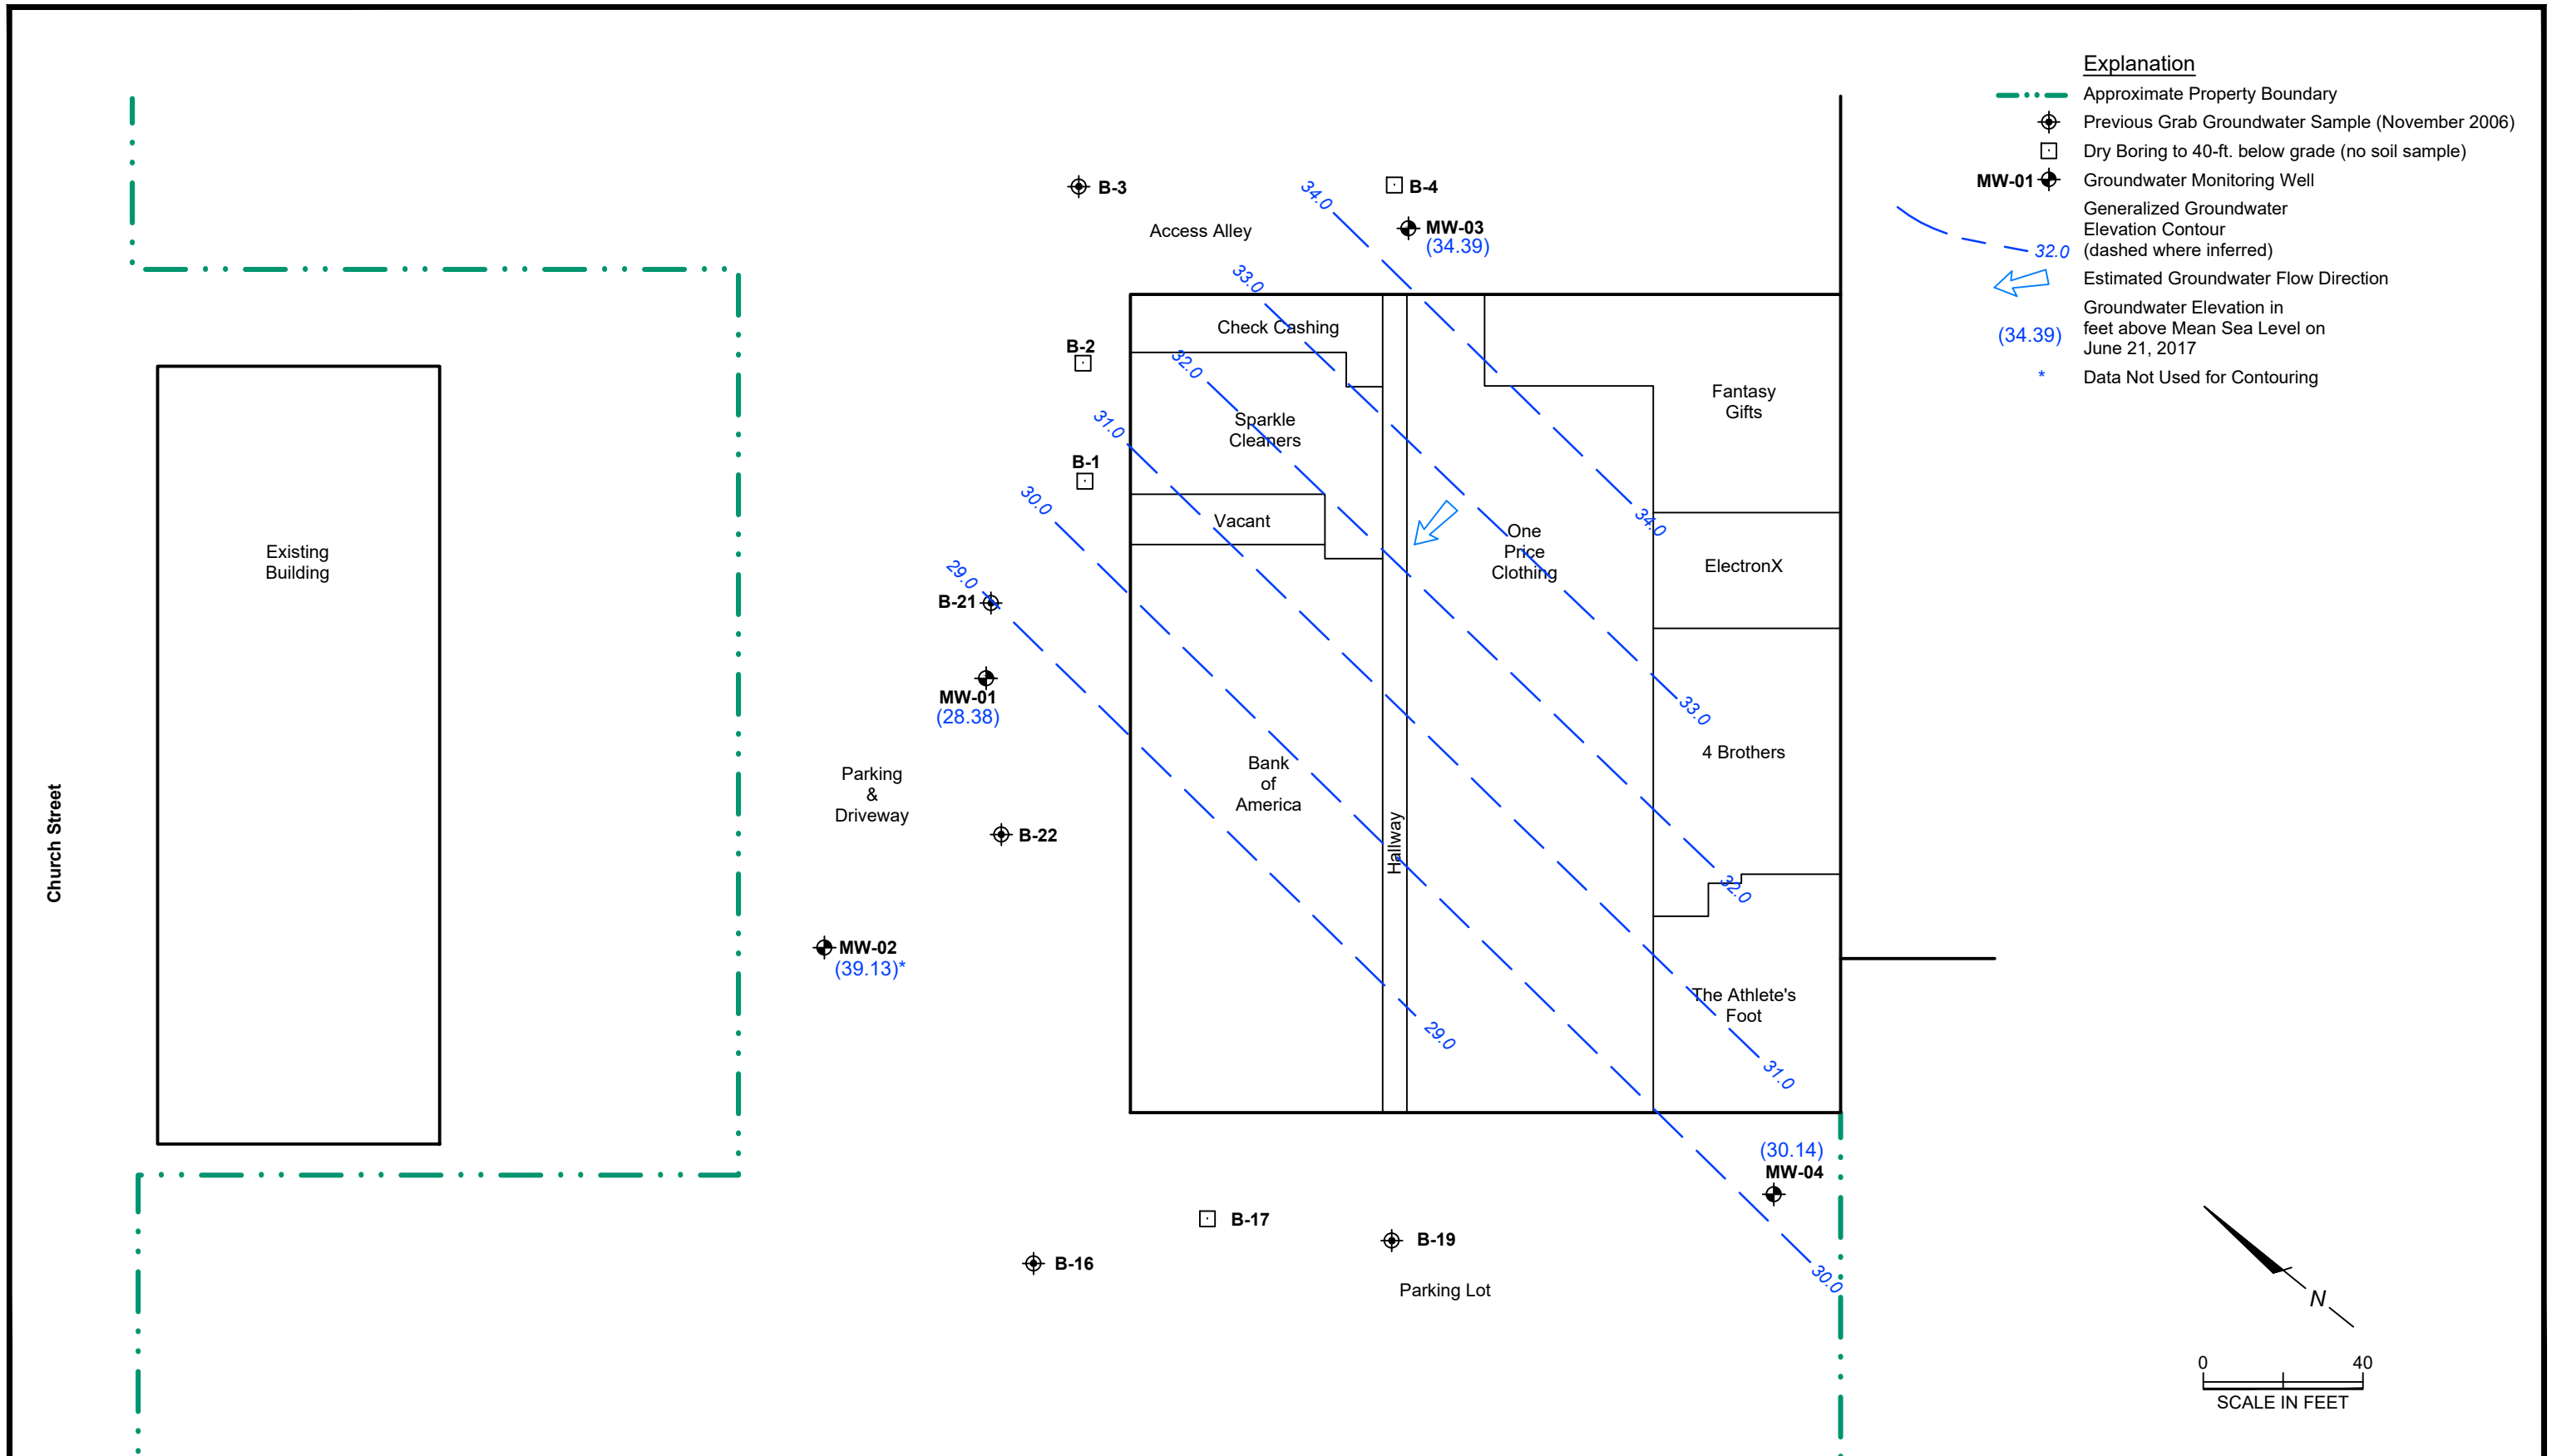 Explanation
Approximate Property Boundary
Previous Grab Groundwater Sample (November 2006)
Dry Boring to 40-ft. below grade (no soil sample)
MW-01
Groundwater Monitoring Well
Generalized Groundwater
Elevation Contour
32.0
(dashed where inferred)
Estimated Groundwater Flow Direction
Groundwater Elevation in
(34.39)
feet above Mean Sea Level on
June 21, 2017
*
Data Not Used for Contouring
B-3
B-4
34.0
MW-03
(34.39)
Access Alley
33.0
Check Cashing
B-2
32.0
Sparkle
Cleaners
31.0
Fantasy
Gifts
B-1
30.0
Vacant
34.0
One
Price
Clothing
ElectronX
Existing
Building
29.0
B-21
MW-01
(28.38)
33.0
4 Brothers
Bank
of
America
Parking
&
Driveway
Hallway
B-22
Church Street
32.0
MW-02
(39.13)*
The Athlete's
Foot
29.0
31.0
(30.14)
MW-04
B-17
B-19
B-16
Parking Lot
30.0
N
0
40
SCALE IN FEET